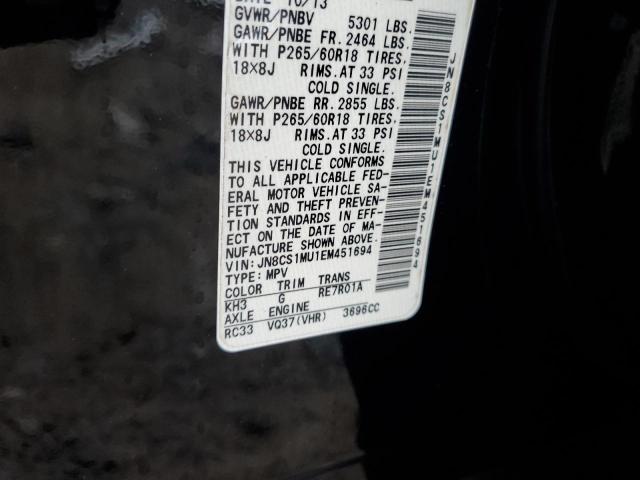 DATE 10/13
GVWR/PNBV 5301 LBS.
GAWR/PNBE FR. 2464 LBS.
WITH P265/60R18 TIRES,
18X8J RIMS.AT 33 PSI
COLD SINGLE.
GAWR/PNBE RR. 2855 LBS.
WITH P265/60R18 TIRES,
18X8J RIMS.AT 33 PSI
COLD SINGLE.
THIS VEHICLE CONFORMS
TO ALL APPLICABLE FED-
ERAL MOTOR VEHICLE SA-
FETY AND THEFT PREVEN-
TION STANDARDS IN EFF-
ECT ON THE DATE OF MA-
NUFACTURE SHOWN ABOVE.
VIN: JN8CS1MU1EM451694
TYPE: MPV
COLOR TRIM TRANS
KH3 G RE7R01A
AXLE ENGINE
RC33 VQ37(VHR) 3696CC
JN8CS1MU1EM451694